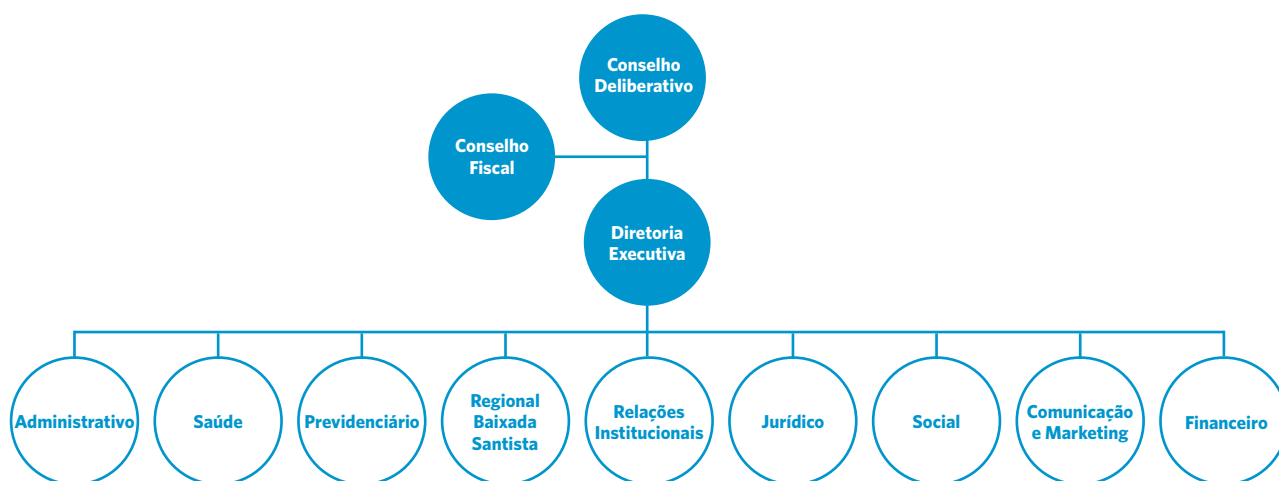 Conselho
Deliberativo
Conselho
Fiscal
Diretoria
Executiva
Administrativo
Saúde
Previdenciário
Regional
Baixada
Santista
Relações
Institucionais
Jurídico
Social
Comunicação
e Marketing
Financeiro